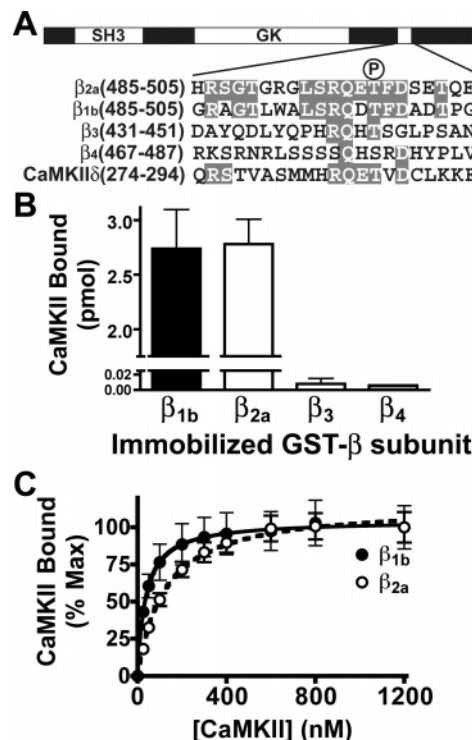 A
SH3 GK
P
β2a(485-505) HRSGTGRGLSRQETFDSETQE
β1b(485-505) GRAGTLWALSRQDTFDADTPG
β3(431-451) DAYQDLYQPHRQHTSGLPSAN
β4(467-487) RKSRNRLSSSSQHSRDHYPLV
CaMKIIδ(274-294) QRSTVASMMHRQETVDCLKKF
B
CaMKII Bound
(pmol)
3.0
2.5
2.0
0.02
0.00
β1b β2a β3 β4
Immobilized GST-β subunit
C
CaMKII Bound
(% Max)
100
75
50
25
0
β1b
β2a
0 400 800 1200
[CaMKII] (nM)